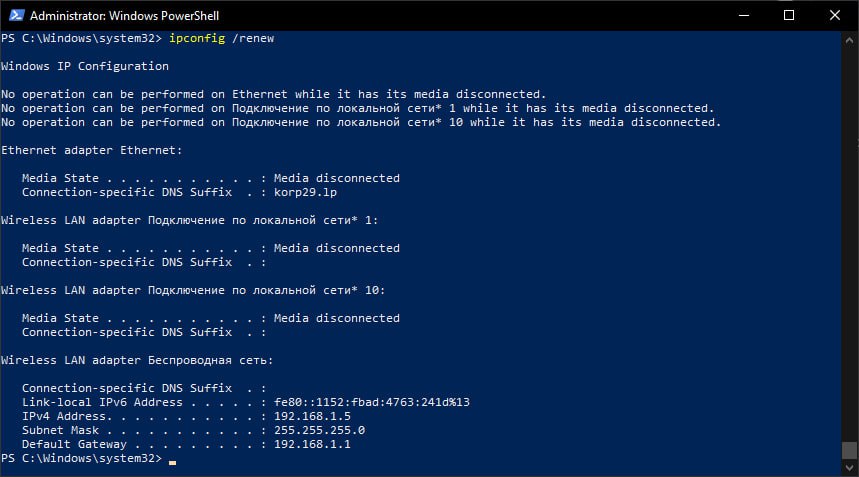 Administrator: Windows PowerShell
PS C:\Windows\system32> ipconfig /renew
Windows IP Configuration
No operation can be performed on Ethernet while it has its media disconnected.
No operation can be performed on Подключение по локальной сети* 1 while it has its media disconnected.
No operation can be performed on Подключение по локальной сети* 10 while it has its media disconnected.
Ethernet adapter Ethernet:
Media State . . . . . . . . . . . : Media disconnected
Connection-specific DNS Suffix  . : korp29.lp
Wireless LAN adapter Подключение по локальной сети* 1:
Media State . . . . . . . . . . . : Media disconnected
Connection-specific DNS Suffix  . :
Wireless LAN adapter Подключение по локальной сети* 10:
Media State . . . . . . . . . . . : Media disconnected
Connection-specific DNS Suffix  . :
Wireless LAN adapter Беспроводная сеть:
Connection-specific DNS Suffix  . :
Link-local IPv6 Address . . . . . : fe80::1152:fbad:4763:241d%13
IPv4 Address. . . . . . . . . . . : 192.168.1.5
Subnet Mask . . . . . . . . . . . : 255.255.255.0
Default Gateway . . . . . . . . . : 192.168.1.1
PS C:\Windows\system32>